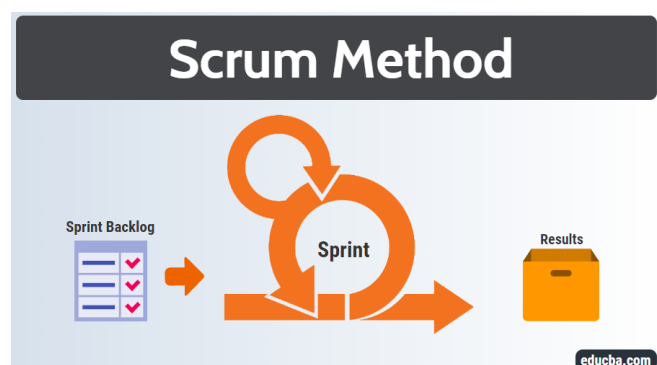 Scrum Method
Sprint Backlog
Sprint
Results
educba.com